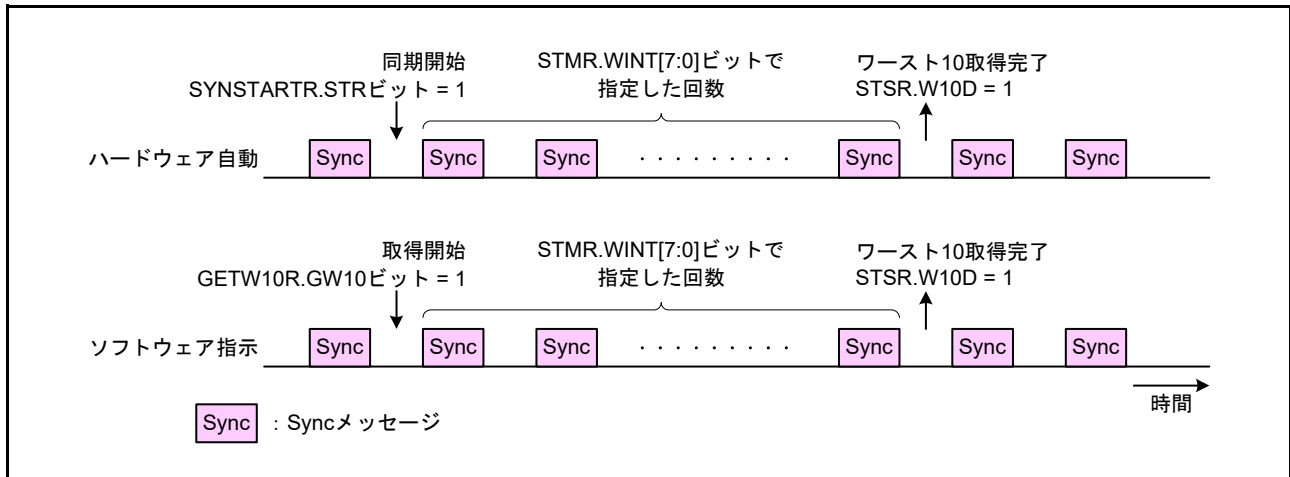 同期開始
SYNSTARTR.STRビット = 1
STMR.WINT[7:0]ビットで
指定した回数
ワースト10取得完了
STSR.W10D = 1
ハードウェア自動
Sync Sync Sync ・・・・・・・・・ Sync Sync Sync
取得開始
GETW10R.GW10ビット = 1
STMR.WINT[7:0]ビットで
指定した回数
ワースト10取得完了
STSR.W10D = 1
ソフトウェア指示
Sync Sync Sync ・・・・・・・・・ Sync Sync Sync
時間
Sync : Syncメッセージ